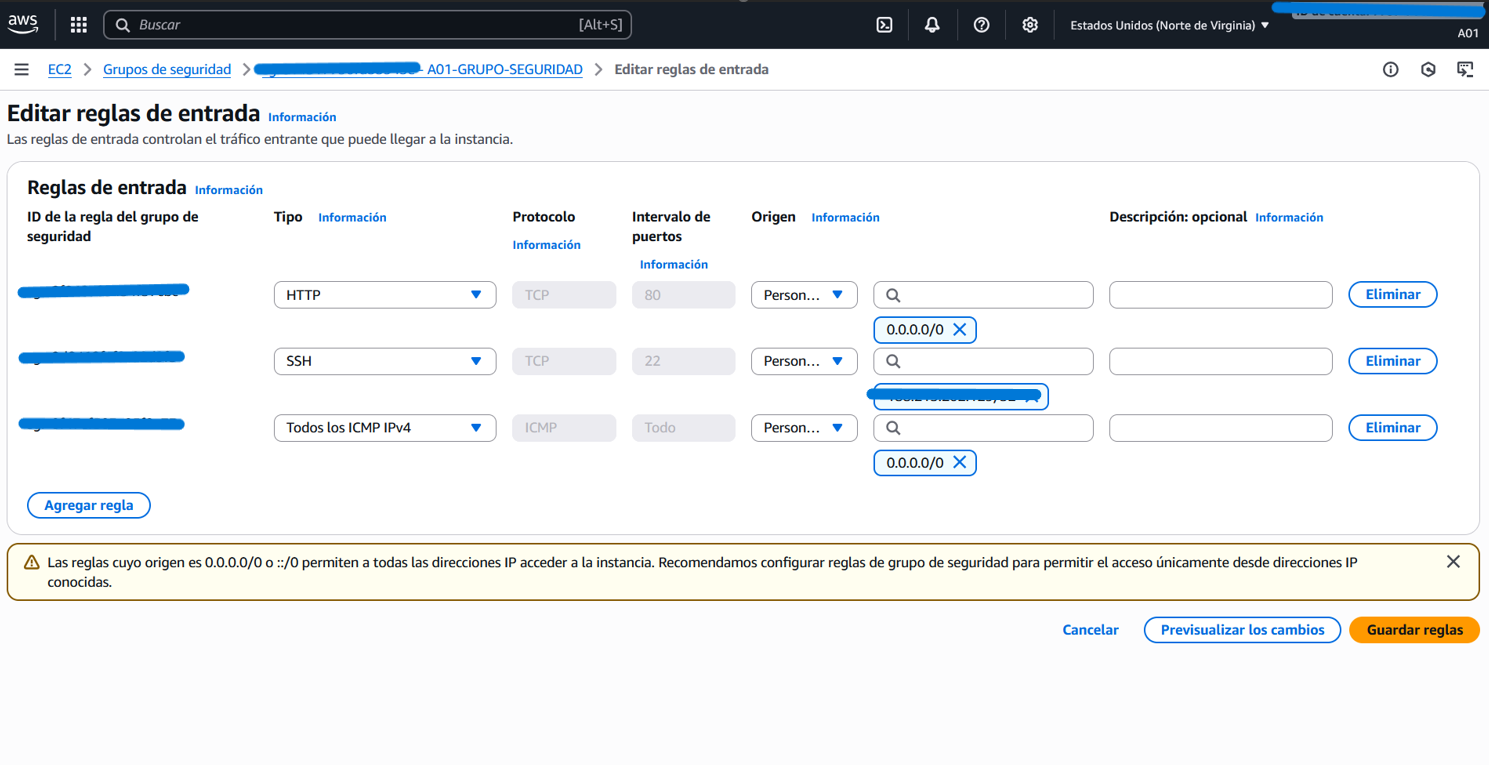 aws
Buscar [Alt+S]
Estados Unidos (Norte de Virginia)
A01
EC2 > Grupos de seguridad > - A01-GRUPO-SEGURIDAD > Editar reglas de entrada
Editar reglas de entrada Información
Las reglas de entrada controlan el tráfico entrante que puede llegar a la instancia.
Reglas de entrada Información
ID de la regla del grupo de seguridad
Tipo Información
Protocolo Información
Intervalo de puertos Información
Origen Información
Descripción: opcional Información
HTTP TCP 80 Person... Eliminar
0.0.0.0/0
SSH TCP 22 Person... Eliminar
Todos los ICMP IPv4 ICMP Todo Person... Eliminar
0.0.0.0/0
Agregar regla
Las reglas cuyo origen es 0.0.0.0/0 o ::/0 permiten a todas las direcciones IP acceder a la instancia. Recomendamos configurar reglas de grupo de seguridad para permitir el acceso únicamente desde direcciones IP
conocidas.
Cancelar Previsualizar los cambios Guardar reglas